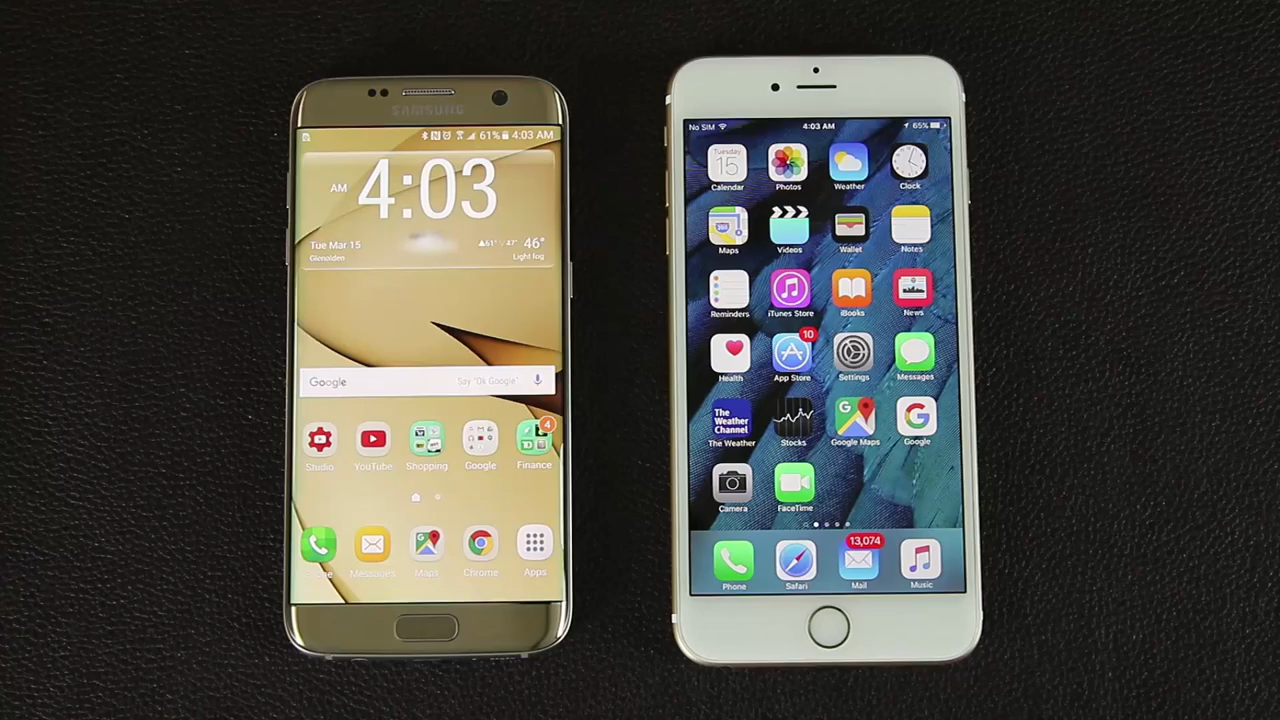 SAMSUNG
61% 4:03 AM
AM 4:03
Tue Mar 15
Glenolden
61° 47° 46°
Light fog
Google Say "Ok Google"
Studio YouTube Shopping Google Finance
4
Phone Messages Maps Chrome Apps
No SIM 4:03 AM 65%
Tuesday
15
Calendar Photos Weather Clock
Maps Videos Wallet Notes
Reminders iTunes Store iBooks News
10
Health App Store Settings Messages
The
Weather
Channel
The Weather Stocks Google Maps Google
Camera FaceTime
13,074
Phone Safari Mail Music